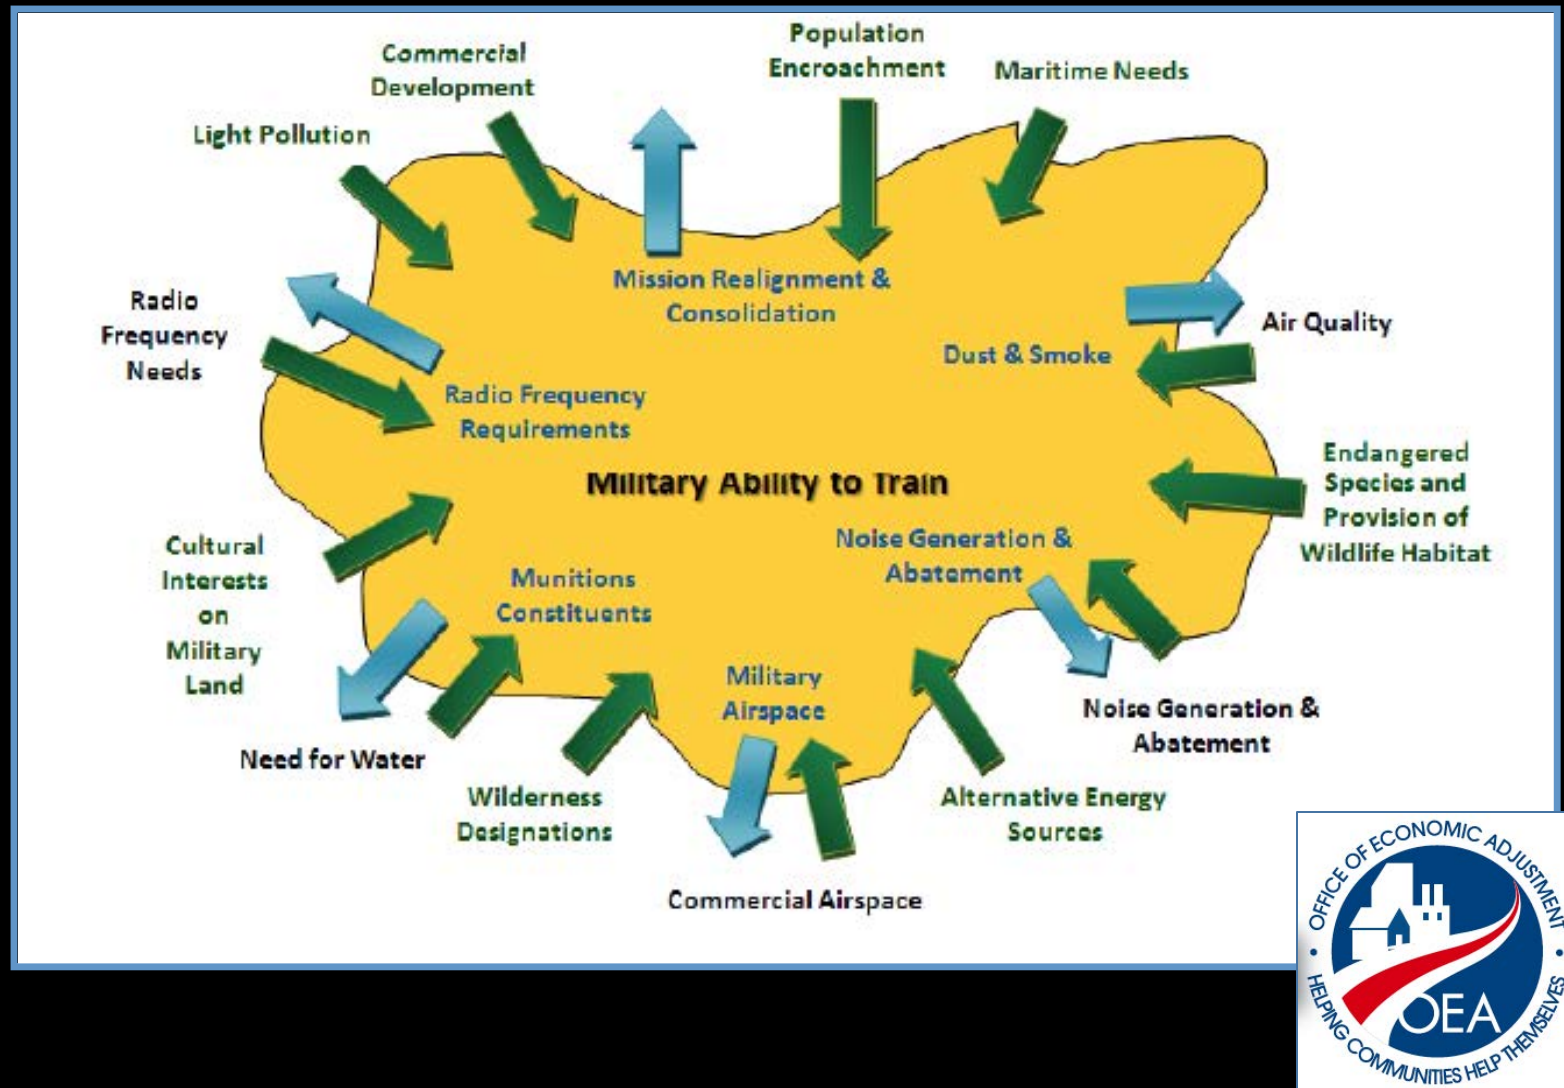 Commercial
Development
Population
Encroachment
Maritime Needs
Light Pollution
Mission Realignment &
Consolidation
Radio
Frequency
Needs
Air Quality
Dust & Smoke
Radio Frequency
Requirements
Military Ability to Train
Endangered
Species and
Provision of
Wildlife Habitat
Noise Generation &
Abatement
Cultural
Interests
on
Military
Land
Munitions
Constituents
Military
Airspace
Noise Generation &
Abatement
Need for Water
Wilderness
Designations
Alternative Energy
Sources
Commercial Airspace
OFFICE OF ECONOMIC ADJUSTMENT
OEA
HELPING COMMUNITIES HELP THEMSELVES